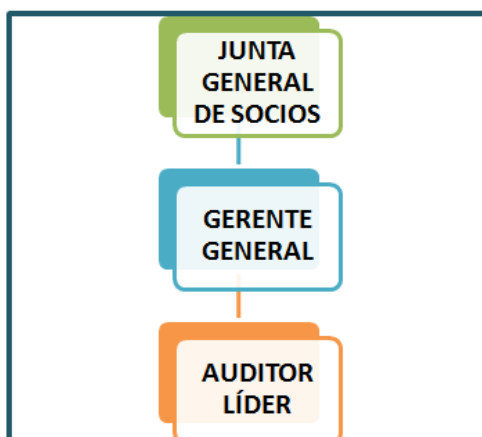 JUNTA
GENERAL
DE SOCIOS
GERENTE
GENERAL
AUDITOR
LÍDER